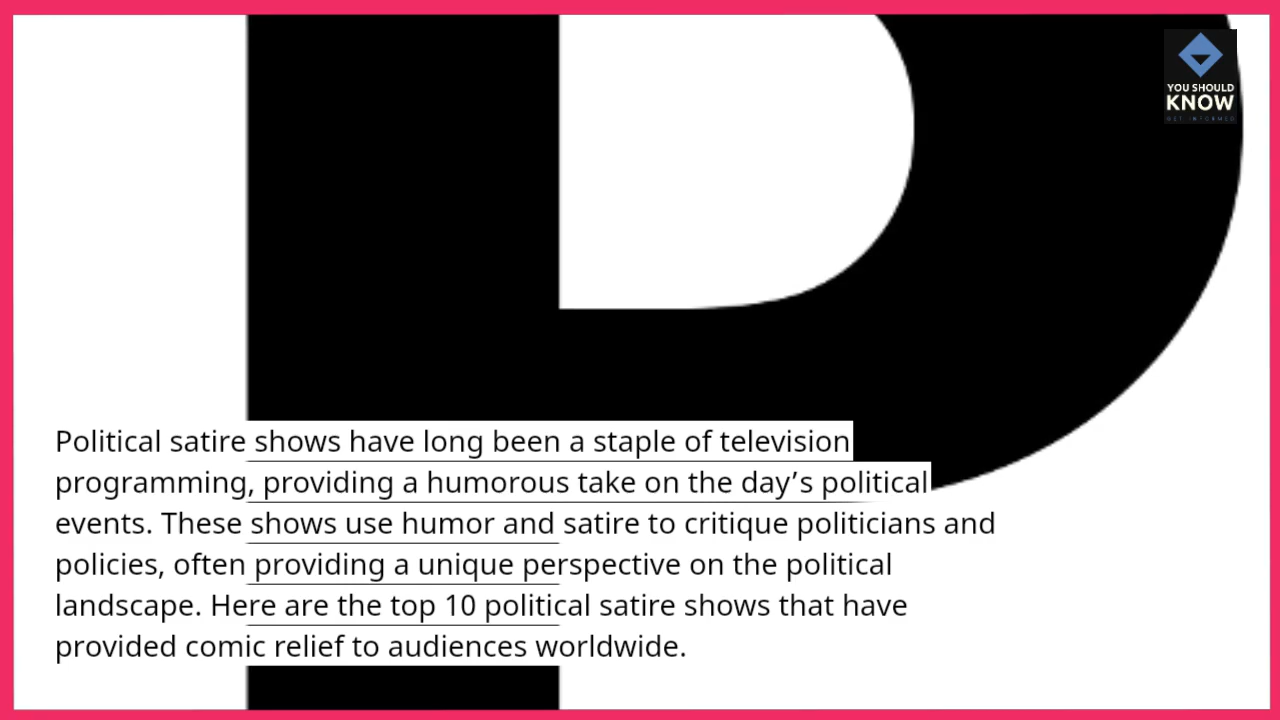 YOU SHOULD
KNOW
GET INFORMED
Political satire shows have long been a staple of television
programming, providing a humorous take on the day’s political
events. These shows use humor and satire to critique politicians and
policies, often providing a unique perspective on the political
landscape. Here are the top 10 political satire shows that have
provided comic relief to audiences worldwide.